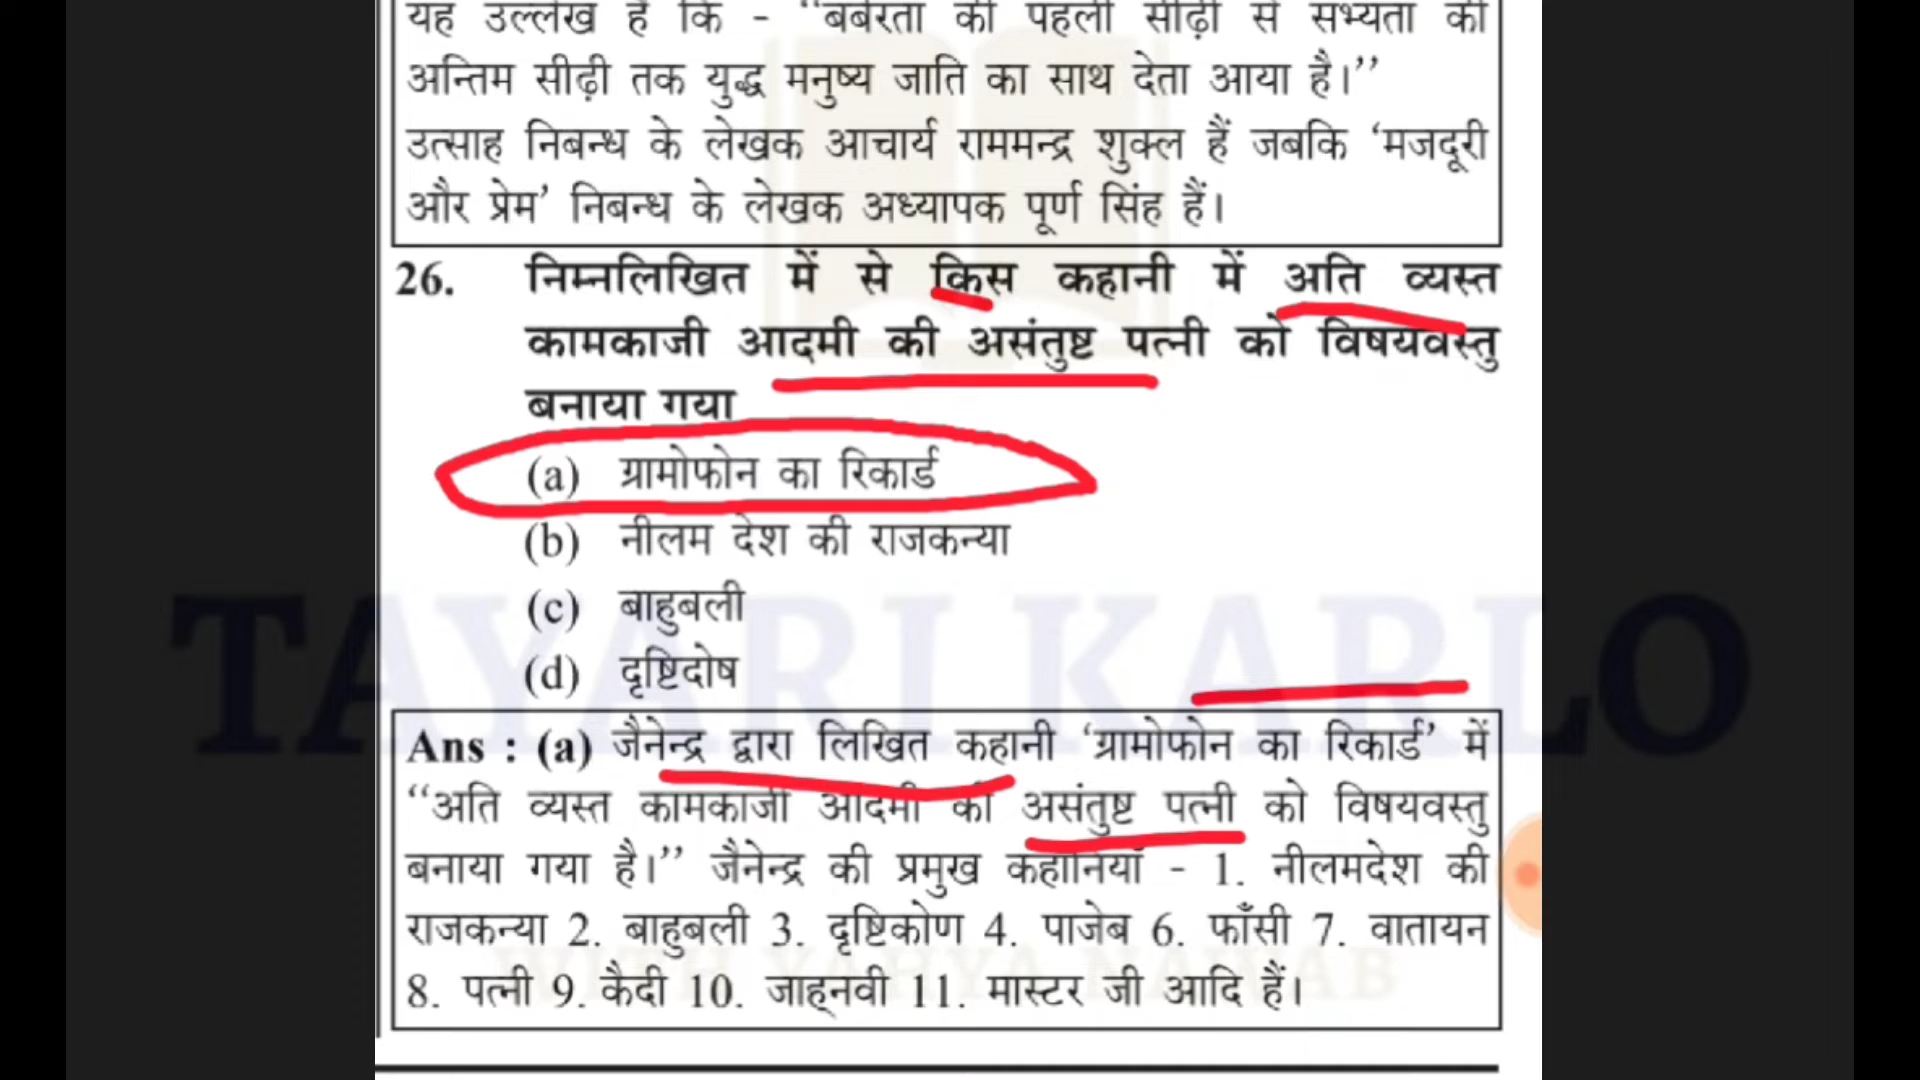 यह उल्लेख है कि - “बर्बरता की पहली सीढ़ी से सभ्यता की
अन्तिम सीढ़ी तक युद्ध मनुष्य जाति का साथ देता आया है।”
उत्साह निबन्ध के लेखक आचार्य राममन्द्र शुक्ल हैं जबकि ‘मजदूरी
और प्रेम’ निबन्ध के लेखक अध्यापक पूर्ण सिंह हैं।
26. निम्नलिखित में से किस कहानी में अति व्यस्त
कामकाजी आदमी की असंतुष्ट पत्नी को विषयवस्तु
बनाया गया
(a) ग्रामोफोन का रिकार्ड
(b) नीलम देश की राजकन्या
(c) बाहुबली
(d) दृष्टिदोष
TAYARI KARLO
Ans : (a) जैनेन्द्र द्वारा लिखित कहानी ‘ग्रामोफोन का रिकार्ड’ में
“अति व्यस्त कामकाजी आदमी की असंतुष्ट पत्नी को विषयवस्तु
बनाया गया है।” जैनेन्द्र की प्रमुख कहानियाँ - 1. नीलमदेश की
राजकन्या 2. बाहुबली 3. दृष्टिकोण 4. पाजेब 6. फाँसी 7. वातायन
8. पत्नी 9. कैदी 10. जाह्नवी 11. मास्टर जी आदि हैं।
WITH YAHYA NAWAB